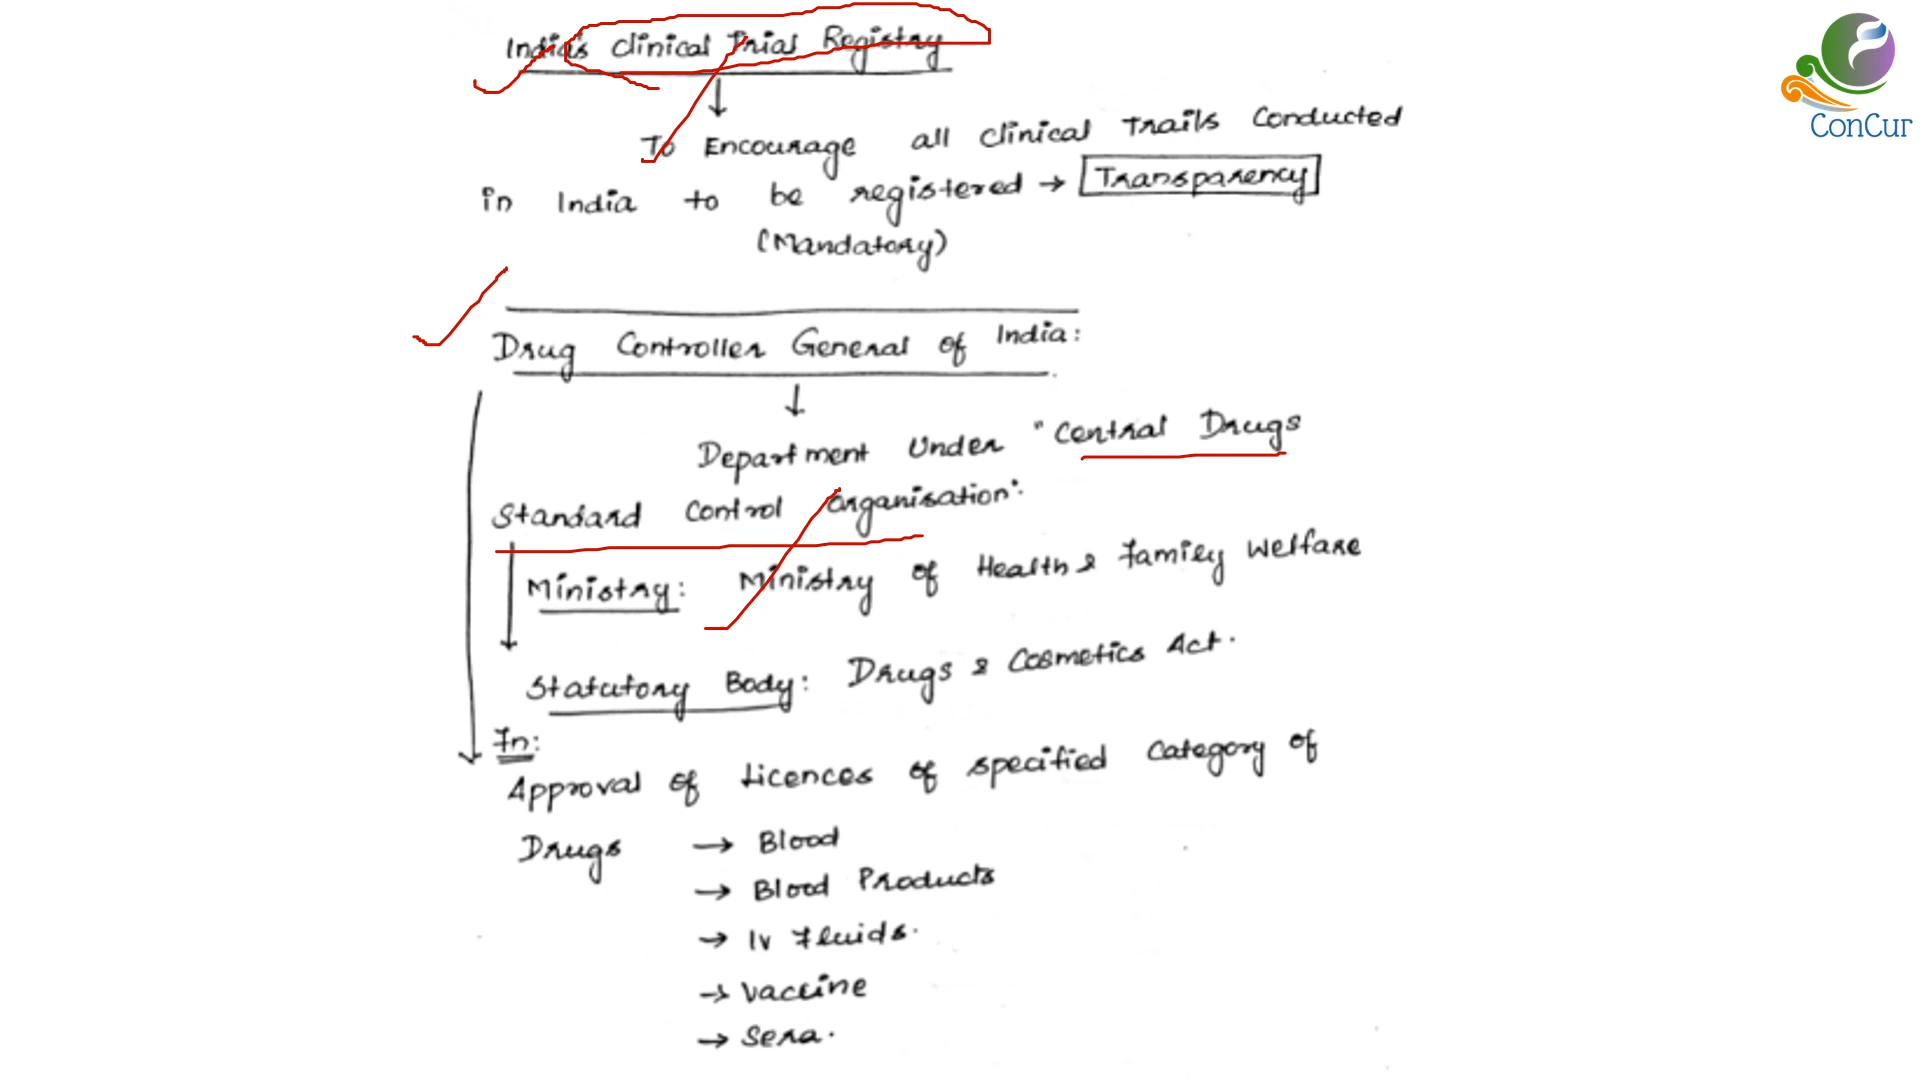 India's Clinical Trial Registry
↓
To Encourage all clinical Trails Conducted
in India to be registered → Transparency
(Mandatory)
Drug Controller General of India:
↓
Department Under "Central Drugs
Standard Control Organisation".
Ministry: Ministry of Health & Family Welfare
Statutory Body: Drugs & Cosmetics Act.
Fn:
Approval of Licences of specified Category of
Drugs → Blood
→ Blood Products
→ IV Fluids.
→ Vaccine
→ Sera.
ConCur